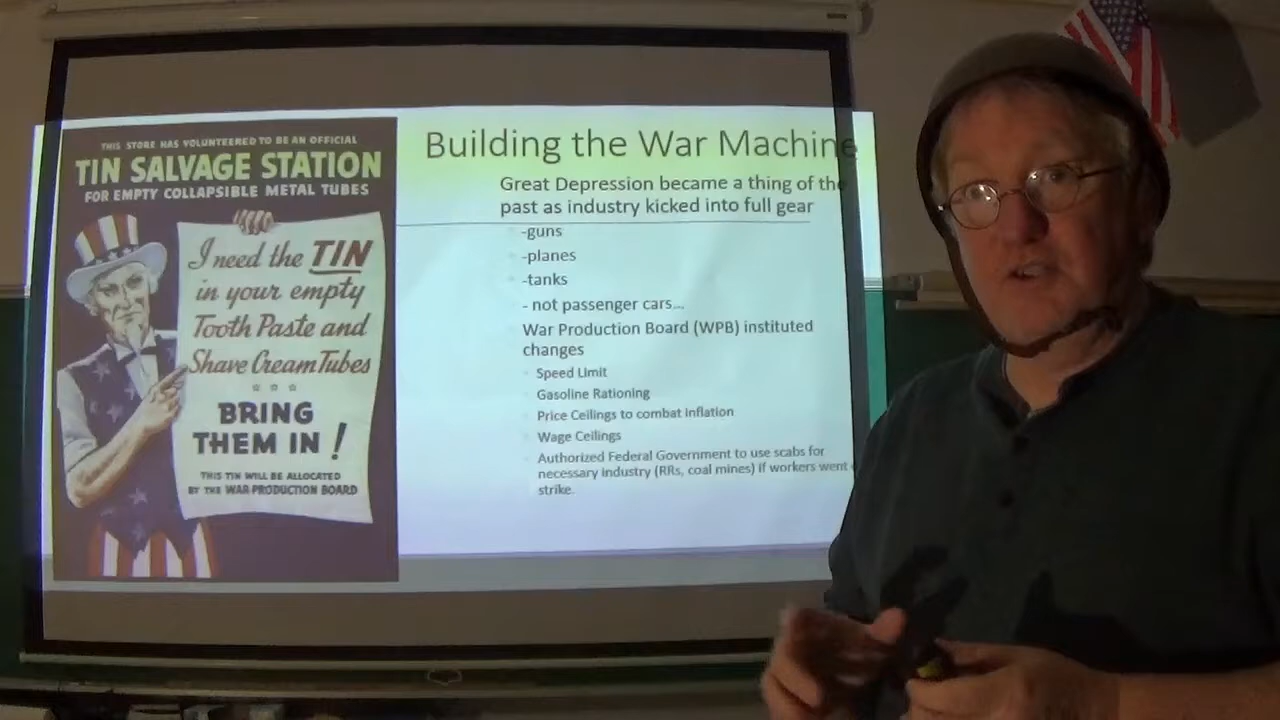 THIS STORE HAS VOLUNTEERED TO BE AN OFFICIAL
TIN SALVAGE STATION
FOR EMPTY COLLAPSIBLE METAL TUBES
I need the TIN
in your empty
Tooth Paste and
Shave Cream Tubes
BRING
THEM IN!
THIS TIN WILL BE ALLOCATED
BY THE WAR PRODUCTION BOARD
Building the War Machine
Great Depression became a thing of the
past as industry kicked into full gear
-guns
-planes
-tanks
- not passenger cars...
War Production Board (WPB) instituted
changes
Speed Limit
Gasoline Rationing
Price Ceilings to combat inflation
Wage Ceilings
Authorized Federal Government to use scabs for
necessary industry (RRs, coal mines) if workers went
strike.